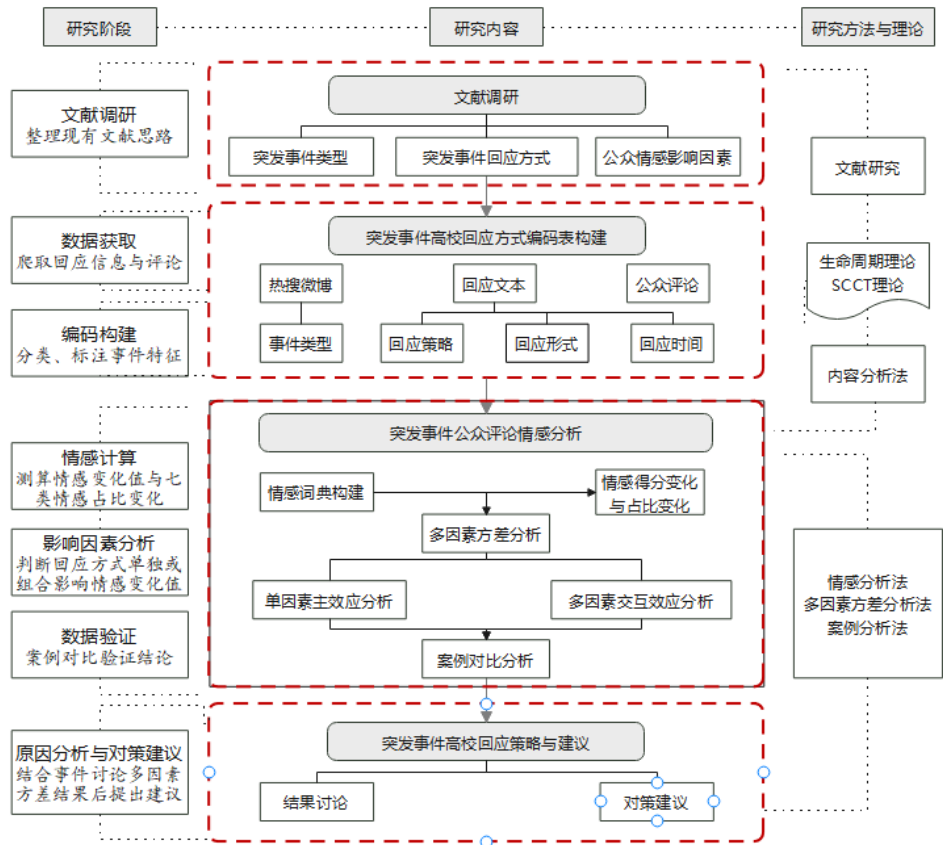 研究阶段
研究内容
研究方法与理论
文献调研
整理现有文献思路
文献调研
突发事件类型
突发事件回应方式
公众情感影响因素
文献研究
数据获取
爬取回应信息与评论
编码构建
分类、标注事件特征
突发事件高校回应方式编码表构建
热搜微博
回应文本
公众评论
事件类型
回应策略
回应形式
回应时间
生命周期理论
SCCT理论
内容分析法
情感计算
测算情感变化值与七
类情感占比变化
影响因素分析
判断回应方式单独或
组合影响情感变化值
数据验证
案例对比验证结论
突发事件公众评论情感分析
情感词典构建
情感得分变化
与占比变化
多因素方差分析
单因素主效应分析
多因素交互效应分析
案例对比分析
情感分析法
多因素方差分析法
案例分析法
原因分析与对策建议
结合事件讨论多因素
方差结果后提出建议
突发事件高校回应策略与建议
结果讨论
对策建议